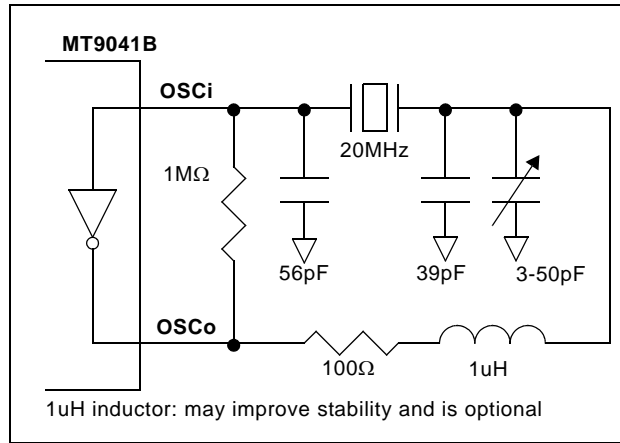 MT9041B
OSCi
20MHz
1MΩ
56pF
39pF
3-50pF
OSCo
100Ω
1uH
1uH inductor: may improve stability and is optional